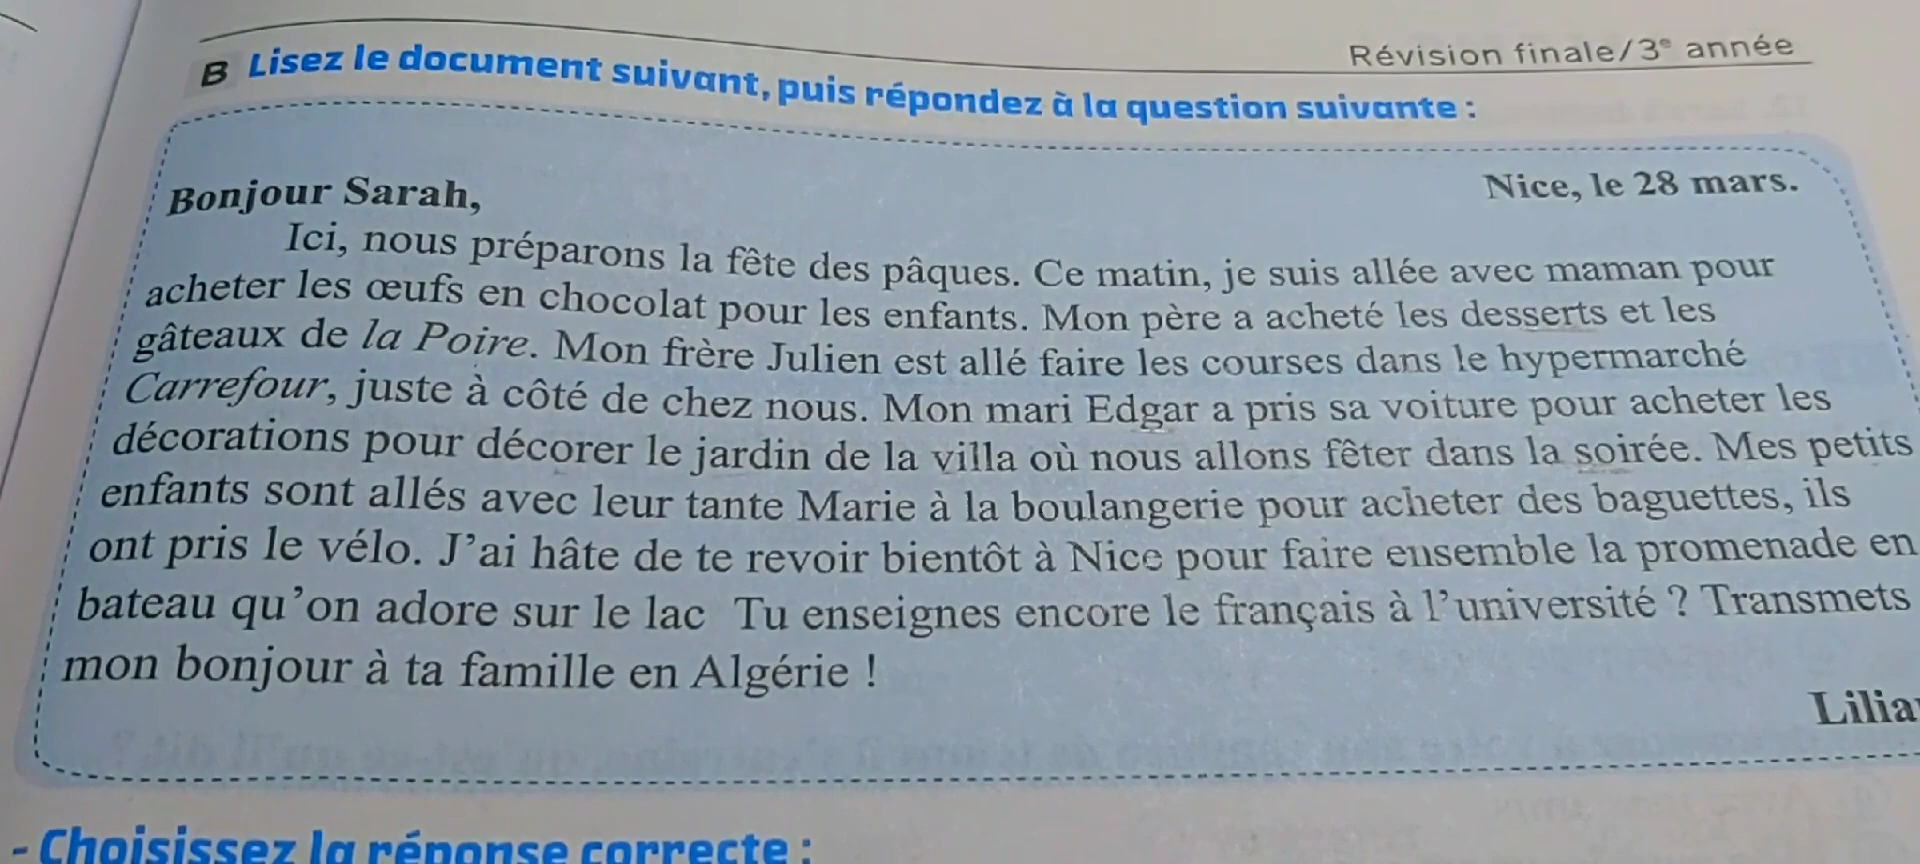 Révision finale/3e année
B Lisez le document suivant, puis répondez à la question suivante :
Nice, le 28 mars.
Bonjour Sarah,
Ici, nous préparons la fête des pâques. Ce matin, je suis allée avec maman pour
acheter les œufs en chocolat pour les enfants. Mon père a acheté les desserts et les
gâteaux de la Poire. Mon frère Julien est allé faire les courses dans le hypermarché
Carrefour, juste à côté de chez nous. Mon mari Edgar a pris sa voiture pour acheter les
décorations pour décorer le jardin de la villa où nous allons fêter dans la soirée. Mes petits
enfants sont allés avec leur tante Marie à la boulangerie pour acheter des baguettes, ils
ont pris le vélo. J'ai hâte de te revoir bientôt à Nice pour faire ensemble la promenade en
bateau qu'on adore sur le lac Tu enseignes encore le français à l'université ? Transmets
mon bonjour à ta famille en Algérie !
- Choisissez la réponse correcte :